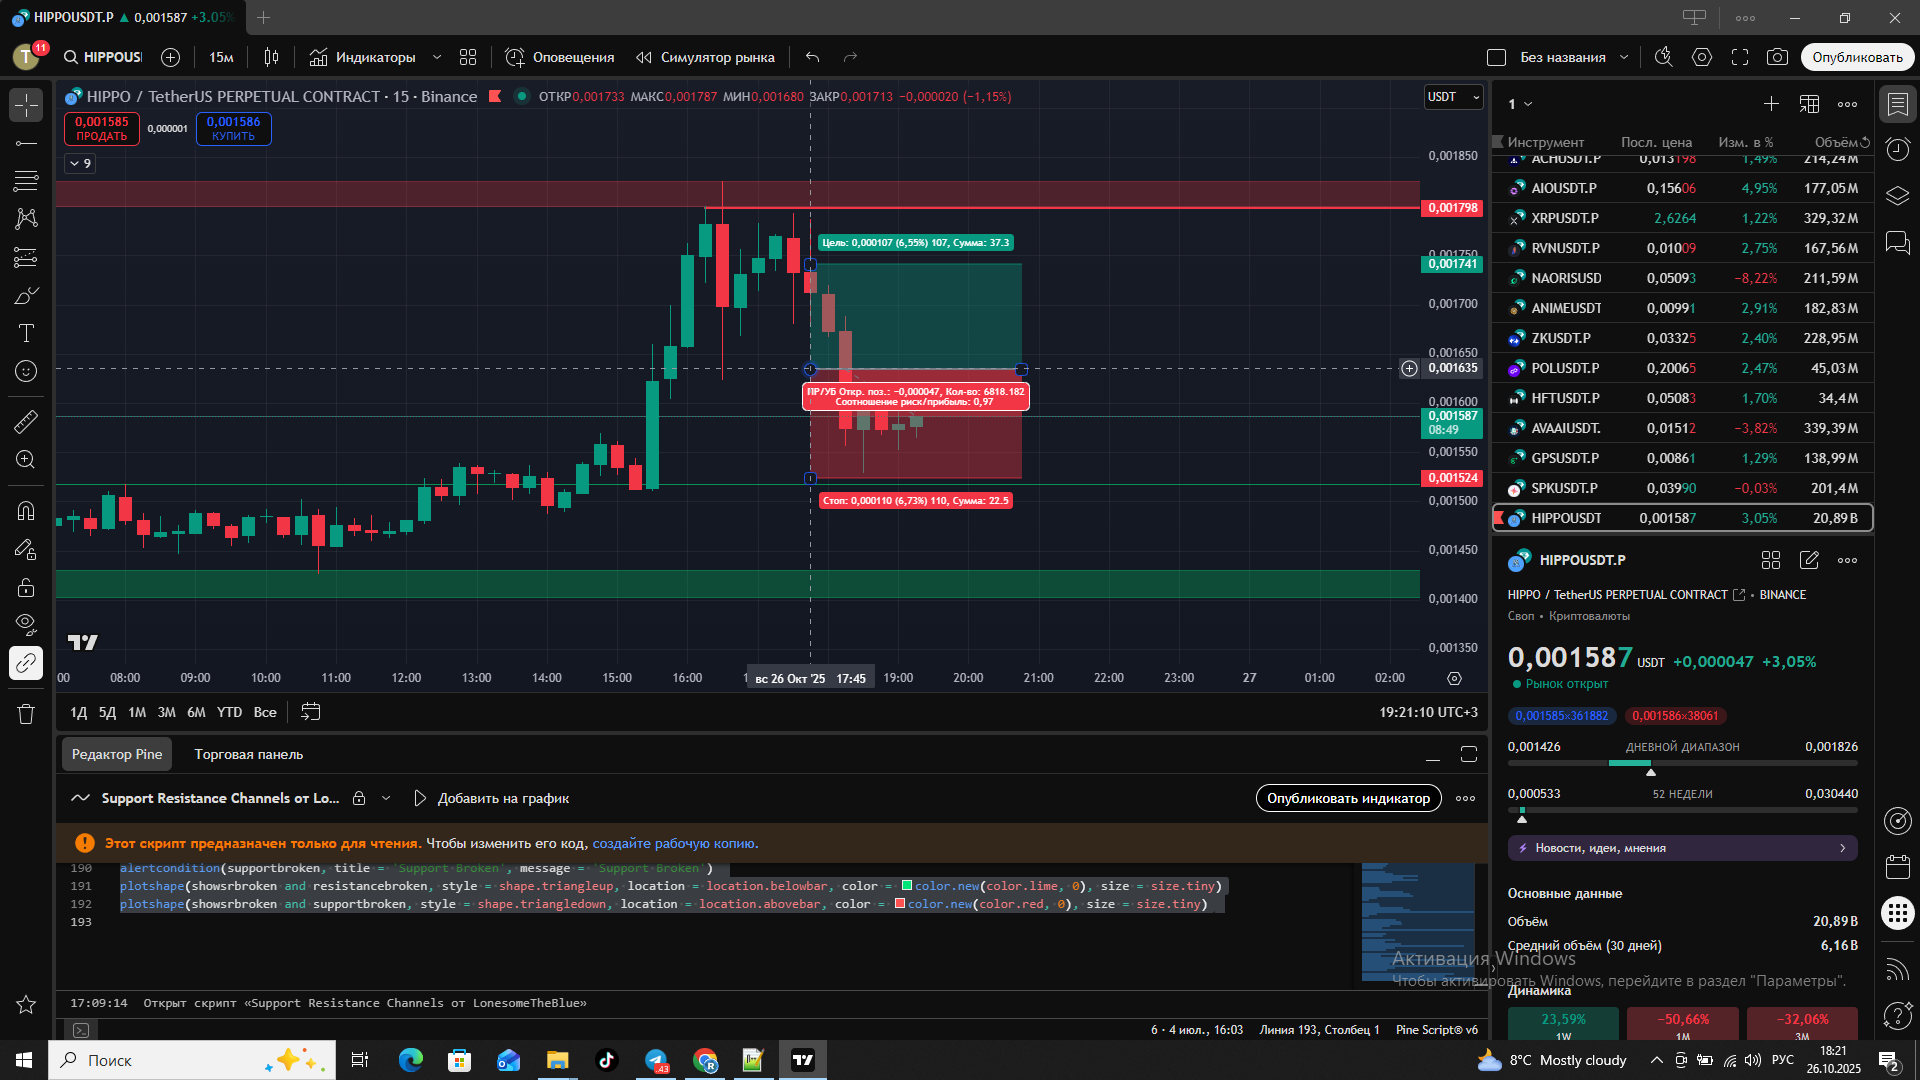 HIPPOUSDT.P ▲ 0,001587 +3.05%
T
11
HIPPOUS
15м
Индикаторы
Оповещения
Симулятор рынка
Без названия
Опубликовать
HIPPO / TetherUS PERPETUAL CONTRACT · 15 · Binance
ОТКР0,001733 МАКС0,001787 МИН0,001680 ЗАКР0,001713 −0,000020 (−1,15%)
USDT
0,001585
ПРОДАТЬ
0,000001
0,001586
КУПИТЬ
9
0,001850
0,001798
0,001750
0,001741
0,001700
0,001650
0,001635
0,001600
0,001587
08:49
0,001550
0,001524
0,001500
0,001450
0,001400
0,001350
Цель: 0,000107 (6,55%) 107, Сумма: 37.3
ПР/УБ Откр. поз.: −0,000047, Кол-во: 6818.182
Соотношение риск/прибыль: 0,97
Стоп: 0,000110 (6,73%) 110, Сумма: 22.5
00 08:00 09:00 10:00 11:00 12:00 13:00 14:00 15:00 16:00 вс 26 Окт '25 17:45 19:00 20:00 21:00 22:00 23:00 27 01:00 02:00
1Д 5Д 1М 3М 6М YTD Все
19:21:10 UTC+3
Редактор Pine
Торговая панель
Support Resistance Channels от Lo...
Добавить на график
Опубликовать индикатор
Этот скрипт предназначен только для чтения. Чтобы изменить его код, создайте рабочую копию.
190 alertcondition(supportbroken, title = 'Support Broken', message = 'Support Broken')
191 plotshape(showsrbroken and resistancebroken, style = shape.triangleup, location = location.belowbar, color = color.new(color.lime, 0), size = size.tiny)
192 plotshape(showsrbroken and supportbroken, style = shape.triangledown, location = location.abovebar, color = color.new(color.red, 0), size = size.tiny)
193
17:09:14 Открыт скрипт «Support Resistance Channels от LonesomeTheBlue»
6 · 4 июл., 16:03 Линия 193, Столбец 1 Pine Script® v6
1
Инструмент Посл. цена Изм. в % Объём
ACHUSDT.P 0,013198 1,49% 214,24 M
AIOUSDT.P 0,15606 4,95% 177,05 M
XRPUSDT.P 2,6264 1,22% 329,32 M
RVNUSDT.P 0,01009 2,75% 167,56 M
NAORISUSD 0,05093 −8,22% 211,59 M
ANIMEUSDT 0,00991 2,91% 182,83 M
ZKUSDT.P 0,03325 2,40% 228,95 M
POLUSDT.P 0,20065 2,47% 45,03 M
HFTUSDT.P 0,05083 1,70% 34,4 M
AVAAIUSDT. 0,01512 −3,82% 339,39 M
GPSUSDT.P 0,00861 1,29% 138,99 M
SPKUSDT.P 0,03990 −0,03% 201,4 M
HIPPOUSDT 0,001587 3,05% 20,89 B
HIPPOUSDT.P
HIPPO / TetherUS PERPETUAL CONTRACT • BINANCE
Своп • Криптовалюты
0,001587 USDT +0,000047 +3,05%
Рынок открыт
0,001585×361882 0,001586×38061
0,001426 ДНЕВНОЙ ДИАПАЗОН 0,001826
0,000533 52 НЕДЕЛИ 0,030440
Новости, идеи, мнения
Основные данные
Объём 20,89 B
Средний объём (30 дней) 6,16 B
Динамика
23,59% −50,66% −32,06%
1W 1M 3M
Активация Windows
Чтобы активировать Windows, перейдите в раздел "Параметры".
Поиск
43
R
8°C Mostly cloudy
РУС
18:21
26.10.2025
2